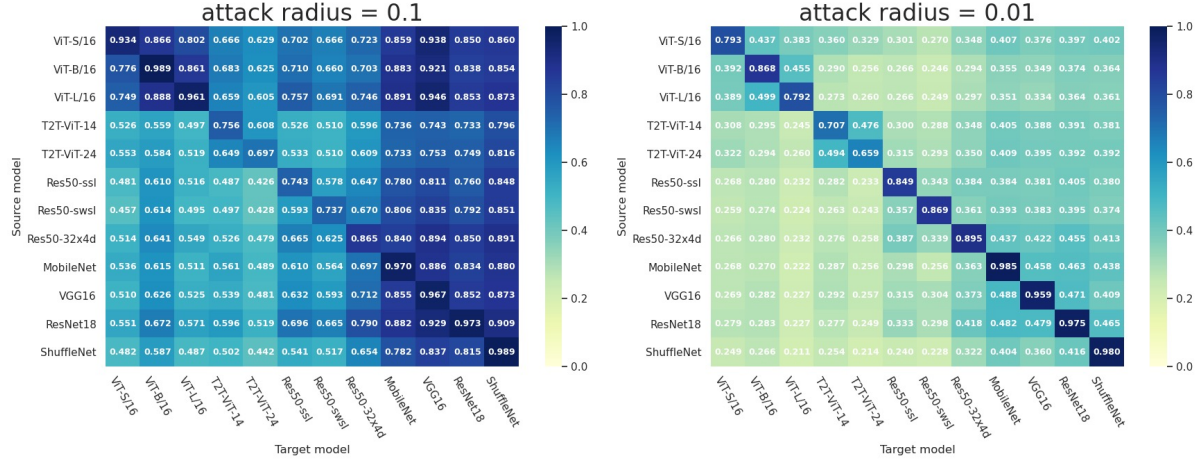 attack radius = 0.1
ViT-S/16 0.934 0.866 0.802 0.666 0.629 0.702 0.666 0.723 0.859 0.938 0.850 0.860
ViT-B/16 0.776 0.989 0.861 0.683 0.625 0.710 0.660 0.703 0.883 0.921 0.838 0.854
ViT-L/16 0.749 0.888 0.961 0.659 0.605 0.757 0.691 0.746 0.891 0.946 0.853 0.873
T2T-ViT-14 0.526 0.559 0.497 0.756 0.608 0.526 0.510 0.596 0.736 0.743 0.733 0.796
T2T-ViT-24 0.553 0.584 0.519 0.649 0.697 0.533 0.510 0.609 0.733 0.753 0.749 0.816
Res50-ssl 0.481 0.610 0.516 0.487 0.426 0.743 0.578 0.647 0.780 0.811 0.760 0.848
Res50-swsl 0.457 0.614 0.495 0.497 0.428 0.593 0.737 0.670 0.806 0.835 0.792 0.851
Res50-32x4d 0.514 0.641 0.549 0.526 0.479 0.665 0.625 0.865 0.840 0.894 0.850 0.891
MobileNet 0.536 0.615 0.511 0.561 0.489 0.610 0.564 0.697 0.970 0.886 0.834 0.880
VGG16 0.510 0.626 0.525 0.539 0.481 0.632 0.593 0.712 0.855 0.967 0.852 0.873
ResNet18 0.551 0.672 0.571 0.596 0.519 0.696 0.665 0.790 0.882 0.929 0.973 0.909
ShuffleNet 0.482 0.587 0.487 0.502 0.442 0.541 0.517 0.654 0.782 0.837 0.815 0.989
ViT-S/16 ViT-B/16 ViT-L/16 T2T-ViT-14 T2T-ViT-24 Res50-ssl Res50-swsl Res50-32x4d MobileNet VGG16 ResNet18 ShuffleNet
Source model
Target model
1.0
0.8
0.6
0.4
0.2
0.0
attack radius = 0.01
ViT-S/16 0.793 0.437 0.383 0.360 0.329 0.301 0.270 0.348 0.407 0.376 0.397 0.402
ViT-B/16 0.392 0.868 0.455 0.290 0.256 0.266 0.246 0.294 0.355 0.349 0.374 0.364
ViT-L/16 0.389 0.499 0.792 0.273 0.260 0.266 0.249 0.297 0.351 0.334 0.364 0.361
T2T-ViT-14 0.308 0.295 0.245 0.707 0.476 0.300 0.288 0.348 0.405 0.389 0.391 0.381
T2T-ViT-24 0.322 0.294 0.260 0.494 0.659 0.315 0.293 0.350 0.409 0.395 0.392 0.392
Res50-ssl 0.268 0.280 0.232 0.282 0.233 0.849 0.343 0.384 0.384 0.381 0.405 0.380
Res50-swsl 0.259 0.274 0.224 0.263 0.243 0.357 0.869 0.361 0.393 0.383 0.395 0.374
Res50-32x4d 0.266 0.280 0.232 0.276 0.258 0.387 0.339 0.895 0.437 0.422 0.455 0.413
MobileNet 0.268 0.270 0.222 0.287 0.256 0.298 0.256 0.363 0.985 0.458 0.463 0.438
VGG16 0.269 0.282 0.227 0.292 0.257 0.315 0.304 0.373 0.488 0.959 0.471 0.409
ResNet18 0.279 0.283 0.227 0.277 0.249 0.333 0.298 0.418 0.482 0.479 0.975 0.465
ShuffleNet 0.249 0.266 0.211 0.254 0.214 0.240 0.228 0.322 0.404 0.360 0.416 0.980
ViT-S/16 ViT-B/16 ViT-L/16 T2T-ViT-14 T2T-ViT-24 Res50-ssl Res50-swsl Res50-32x4d MobileNet VGG16 ResNet18 ShuffleNet
Source model
Target model
1.0
0.8
0.6
0.4
0.2
0.0